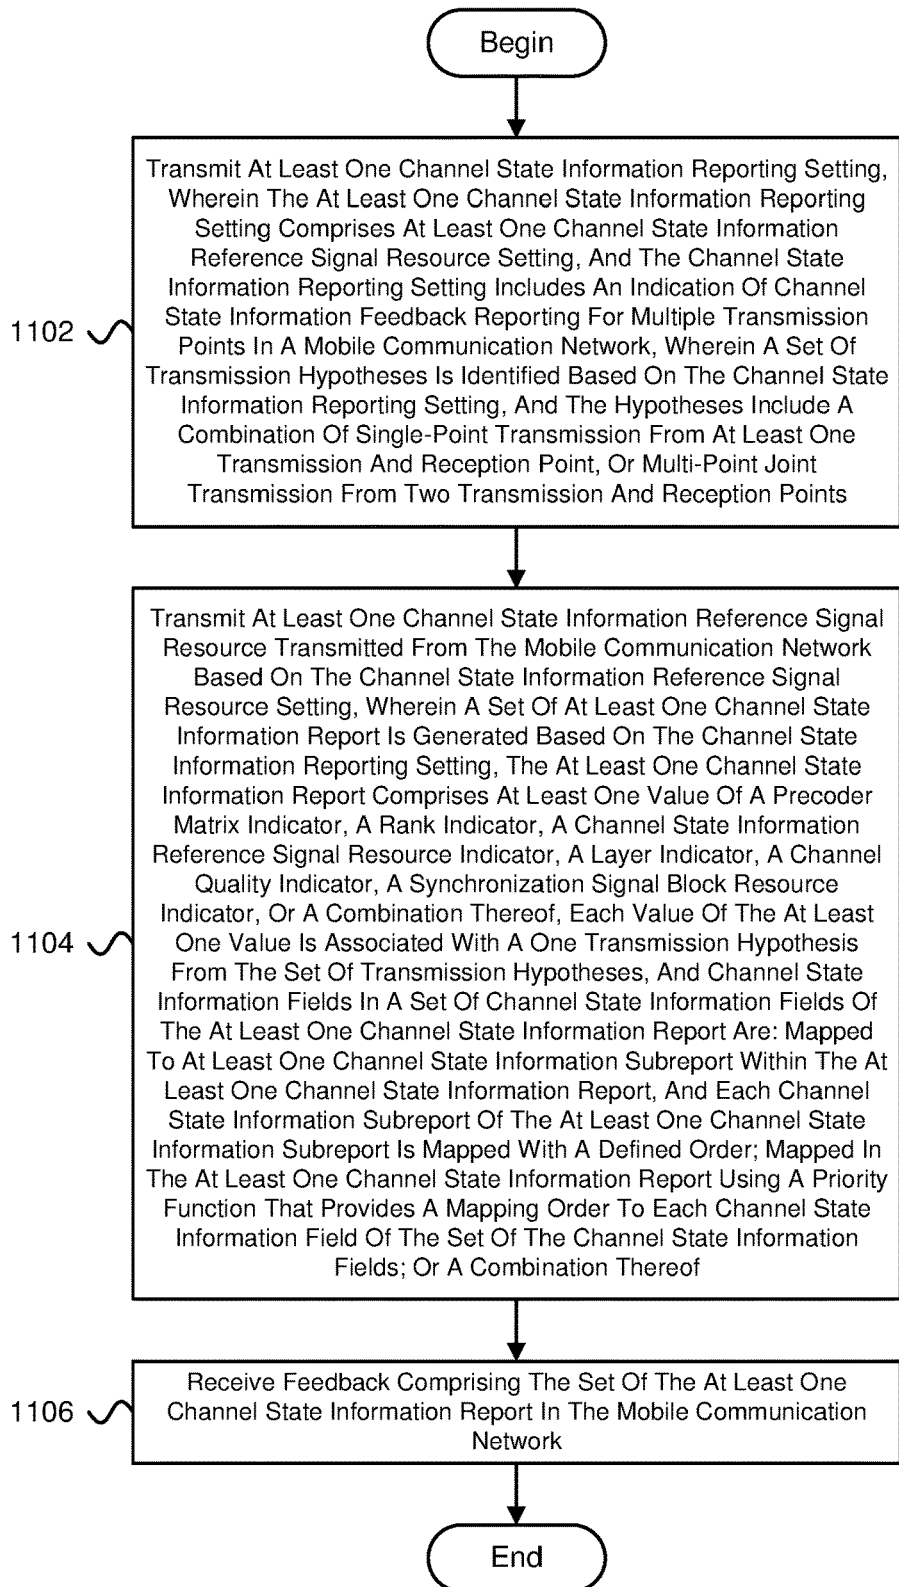 Begin
Transmit At Least One Channel State Information Reporting Setting,
Wherein The At Least One Channel State Information Reporting
Setting Comprises At Least One Channel State Information
Reference Signal Resource Setting, And The Channel State
Information Reporting Setting Includes An Indication Of Channel
State Information Feedback Reporting For Multiple Transmission
Points In A Mobile Communication Network, Wherein A Set Of
Transmission Hypotheses Is Identified Based On The Channel State
Information Reporting Setting, And The Hypotheses Include A
Combination Of Single-Point Transmission From At Least One
Transmission And Reception Point, Or Multi-Point Joint
Transmission From Two Transmission And Reception Points
1102
Transmit At Least One Channel State Information Reference Signal
Resource Transmitted From The Mobile Communication Network
Based On The Channel State Information Reference Signal
Resource Setting, Wherein A Set Of At Least One Channel State
Information Report Is Generated Based On The Channel State
Information Reporting Setting, The At Least One Channel State
Information Report Comprises At Least One Value Of A Precoder
Matrix Indicator, A Rank Indicator, A Channel State Information
Reference Signal Resource Indicator, A Layer Indicator, A Channel
Quality Indicator, A Synchronization Signal Block Resource
Indicator, Or A Combination Thereof, Each Value Of The At Least
One Value Is Associated With A One Transmission Hypothesis
From The Set Of Transmission Hypotheses, And Channel State
Information Fields In A Set Of Channel State Information Fields Of
The At Least One Channel State Information Report Are: Mapped
To At Least One Channel State Information Subreport Within The At
Least One Channel State Information Report, And Each Channel
State Information Subreport Of The At Least One Channel State
Information Subreport Is Mapped With A Defined Order; Mapped In
The At Least One Channel State Information Report Using A Priority
Function That Provides A Mapping Order To Each Channel State
Information Field Of The Set Of The Channel State Information
Fields; Or A Combination Thereof
1104
Receive Feedback Comprising The Set Of The At Least One
Channel State Information Report In The Mobile Communication
Network
1106
End